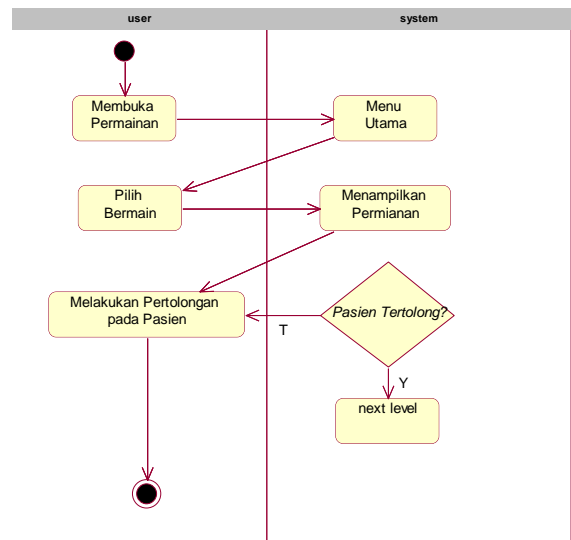 user
system
Membuka
Permainan
Menu
Utama
Pilih
Bermain
Menampilkan
Permianan
Melakukan Pertolongan
pada Pasien
Pasien Tertolong?
T
Y
next level